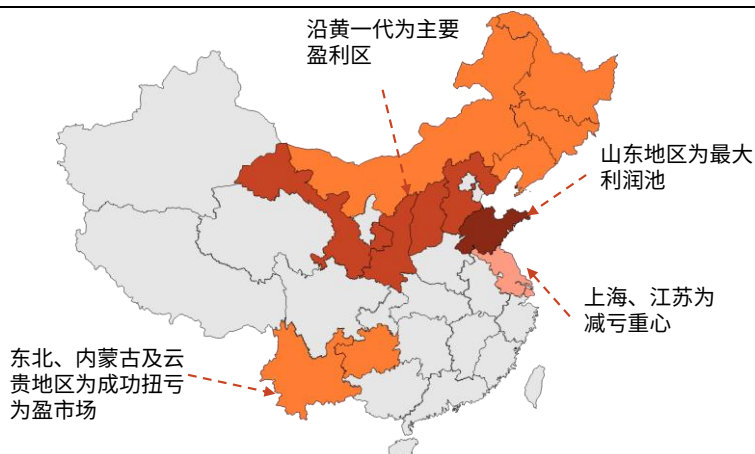 沿黄一代为主要
盈利区
山东地区为最大
利润池
上海、江苏为
减亏重心
东北、内蒙古及云
贵地区为成功扭亏
为盈市场